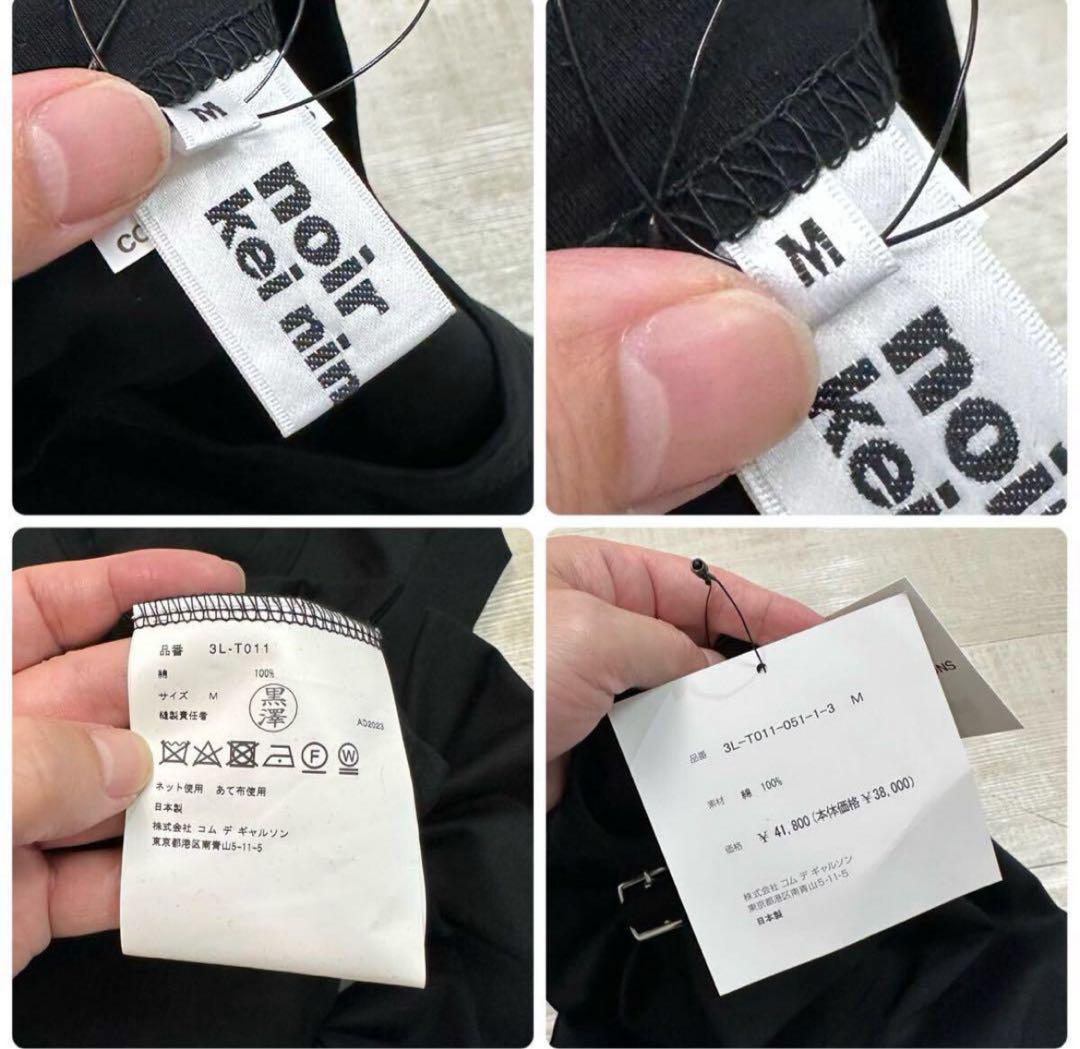 M
noir
kei nin
CO
M
noir
kei
品番 3L-T011
綿 100%
サイズ M
縫製責任者
黒澤
AD2023
F W
ネット使用 あて布使用
日本製
株式会社 コム デ ギャルソン
東京都港区南青山5-11-5
NS
品番 3L-T011-051-1-3 M
素材 綿 100%
価格 ¥ 41,800(本体価格 ¥ 38,000)
株式会社 コム デ ギャルソン
東京都港区南青山5-11-5
日本製